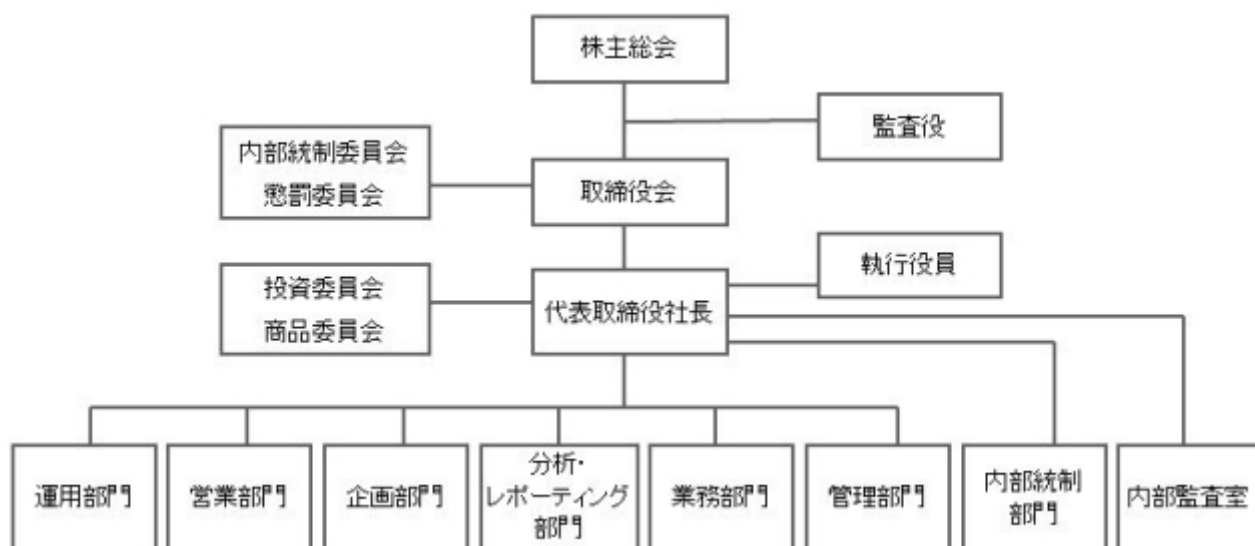 株主総会
監査役
内部統制委員会
懲罰委員会
取締役会
執行役員
投資委員会
商品委員会
代表取締役社長
運用部門
営業部門
企画部門
分析・
レポーティング
部門
業務部門
管理部門
内部統制
部門
内部監査室